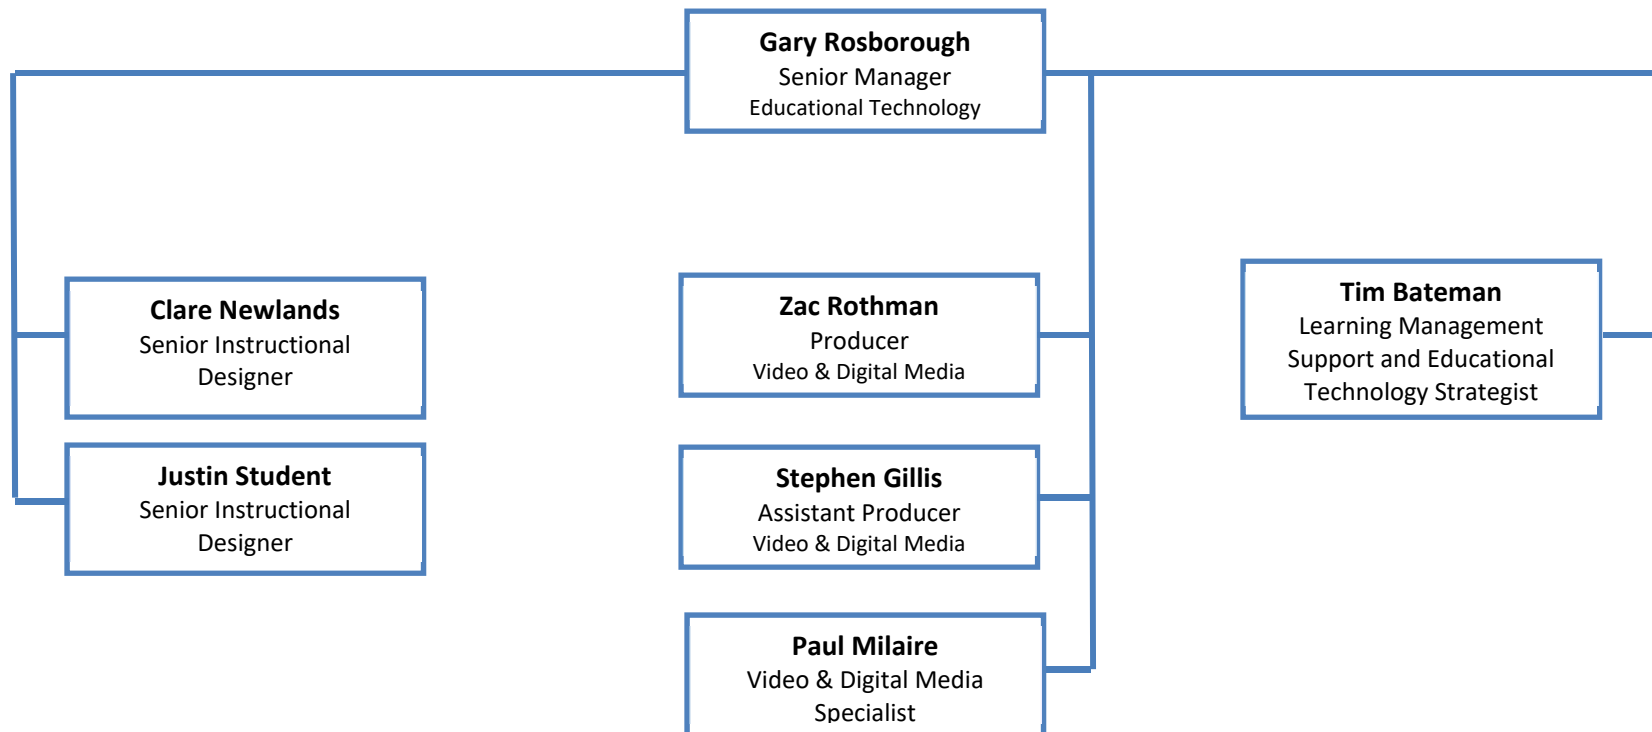 Gary Rosborough
Senior Manager
Educational Technology
Clare Newlands
Senior Instructional
Designer
Justin Student
Senior Instructional
Designer
Zac Rothman
Producer
Video & Digital Media
Stephen Gillis
Assistant Producer
Video & Digital Media
Paul Milaire
Video & Digital Media
Specialist
Tim Bateman
Learning Management
Support and Educational
Technology Strategist